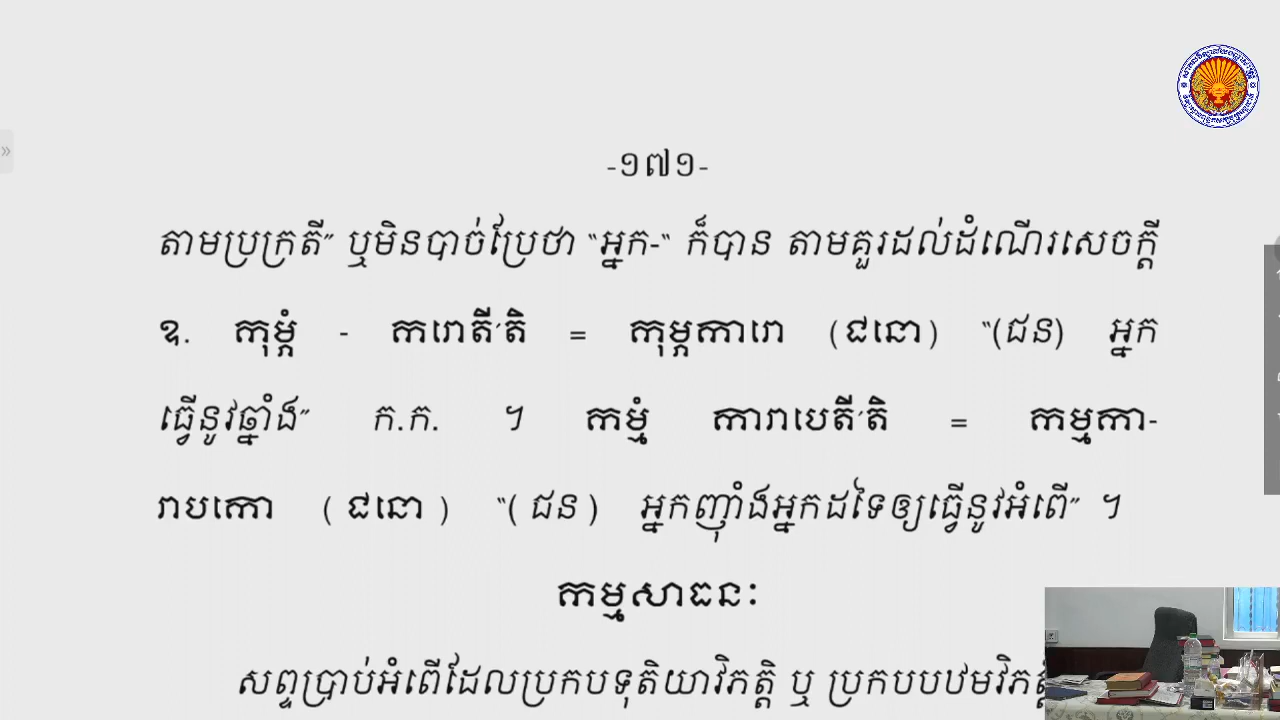 -១៧១-
តាមប្រក្រតី” ឬមិនបាច់ប្រែថា “អ្នក-“ ក៏បាន តាមគួរដល់ដំណើរសេចក្ដី
ឧ. កុម្ភំ - ករោតីតិ = កុម្ភការោ (ជនោ) “(ជន) អ្នក
ធ្វើនូវឆ្នាំង” ក.ក. ។ កម្មំ ការាបេតីតិ = កម្មកា-
រាបកោ ( ជនោ ) “( ជន ) អ្នកញ៉ាំងអ្នកដទៃឲ្យធ្វើនូវអំពើ” ។
កម្មសាធនៈ
សព្ទប្រាប់អំពើដែលប្រកបទុតិយាវិភត្តិ ឬ ប្រកបបឋមវិភត្តិ